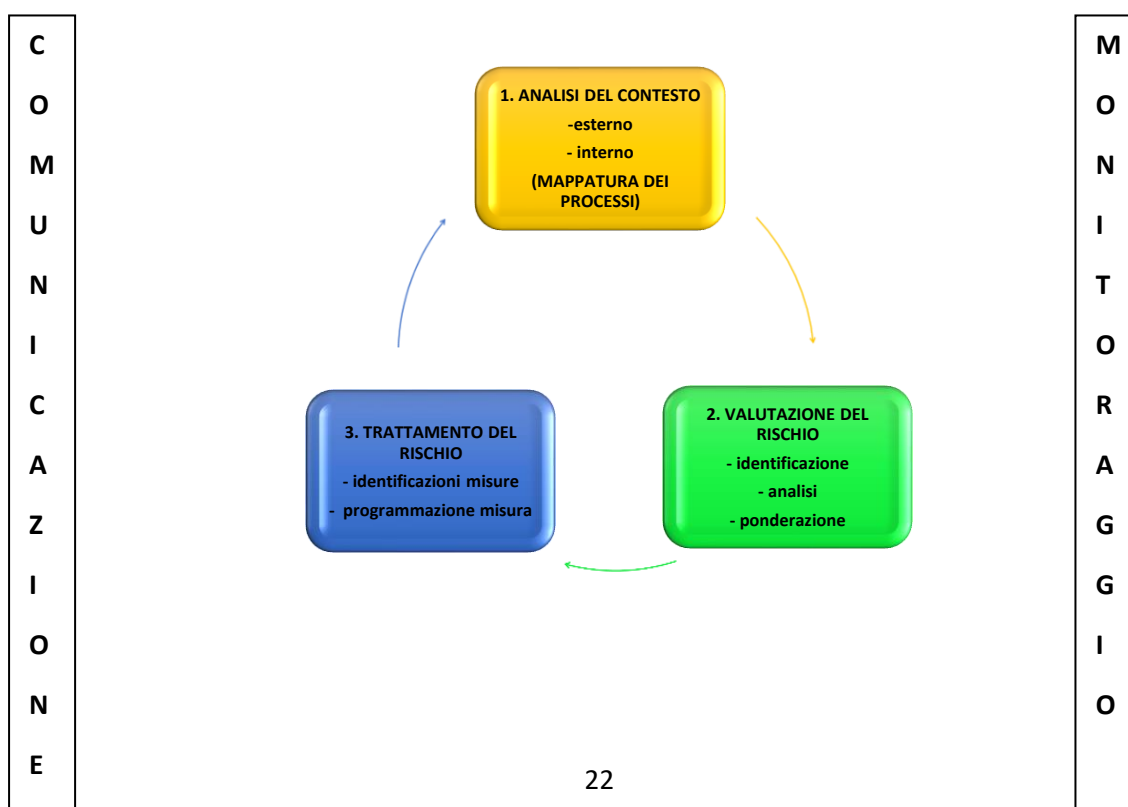 C
O
M
U
N
I
C
A
Z
I
O
N
E
1. ANALISI DEL CONTESTO
-esterno
- interno
(MAPPATURA DEI
PROCESSI)
2. VALUTAZIONE DEL
RISCHIO
- identificazione
- analisi
- ponderazione
3. TRATTAMENTO DEL
RISCHIO
- identificazioni misure
- programmazione misura
M
O
N
I
T
O
R
A
G
G
I
O
22